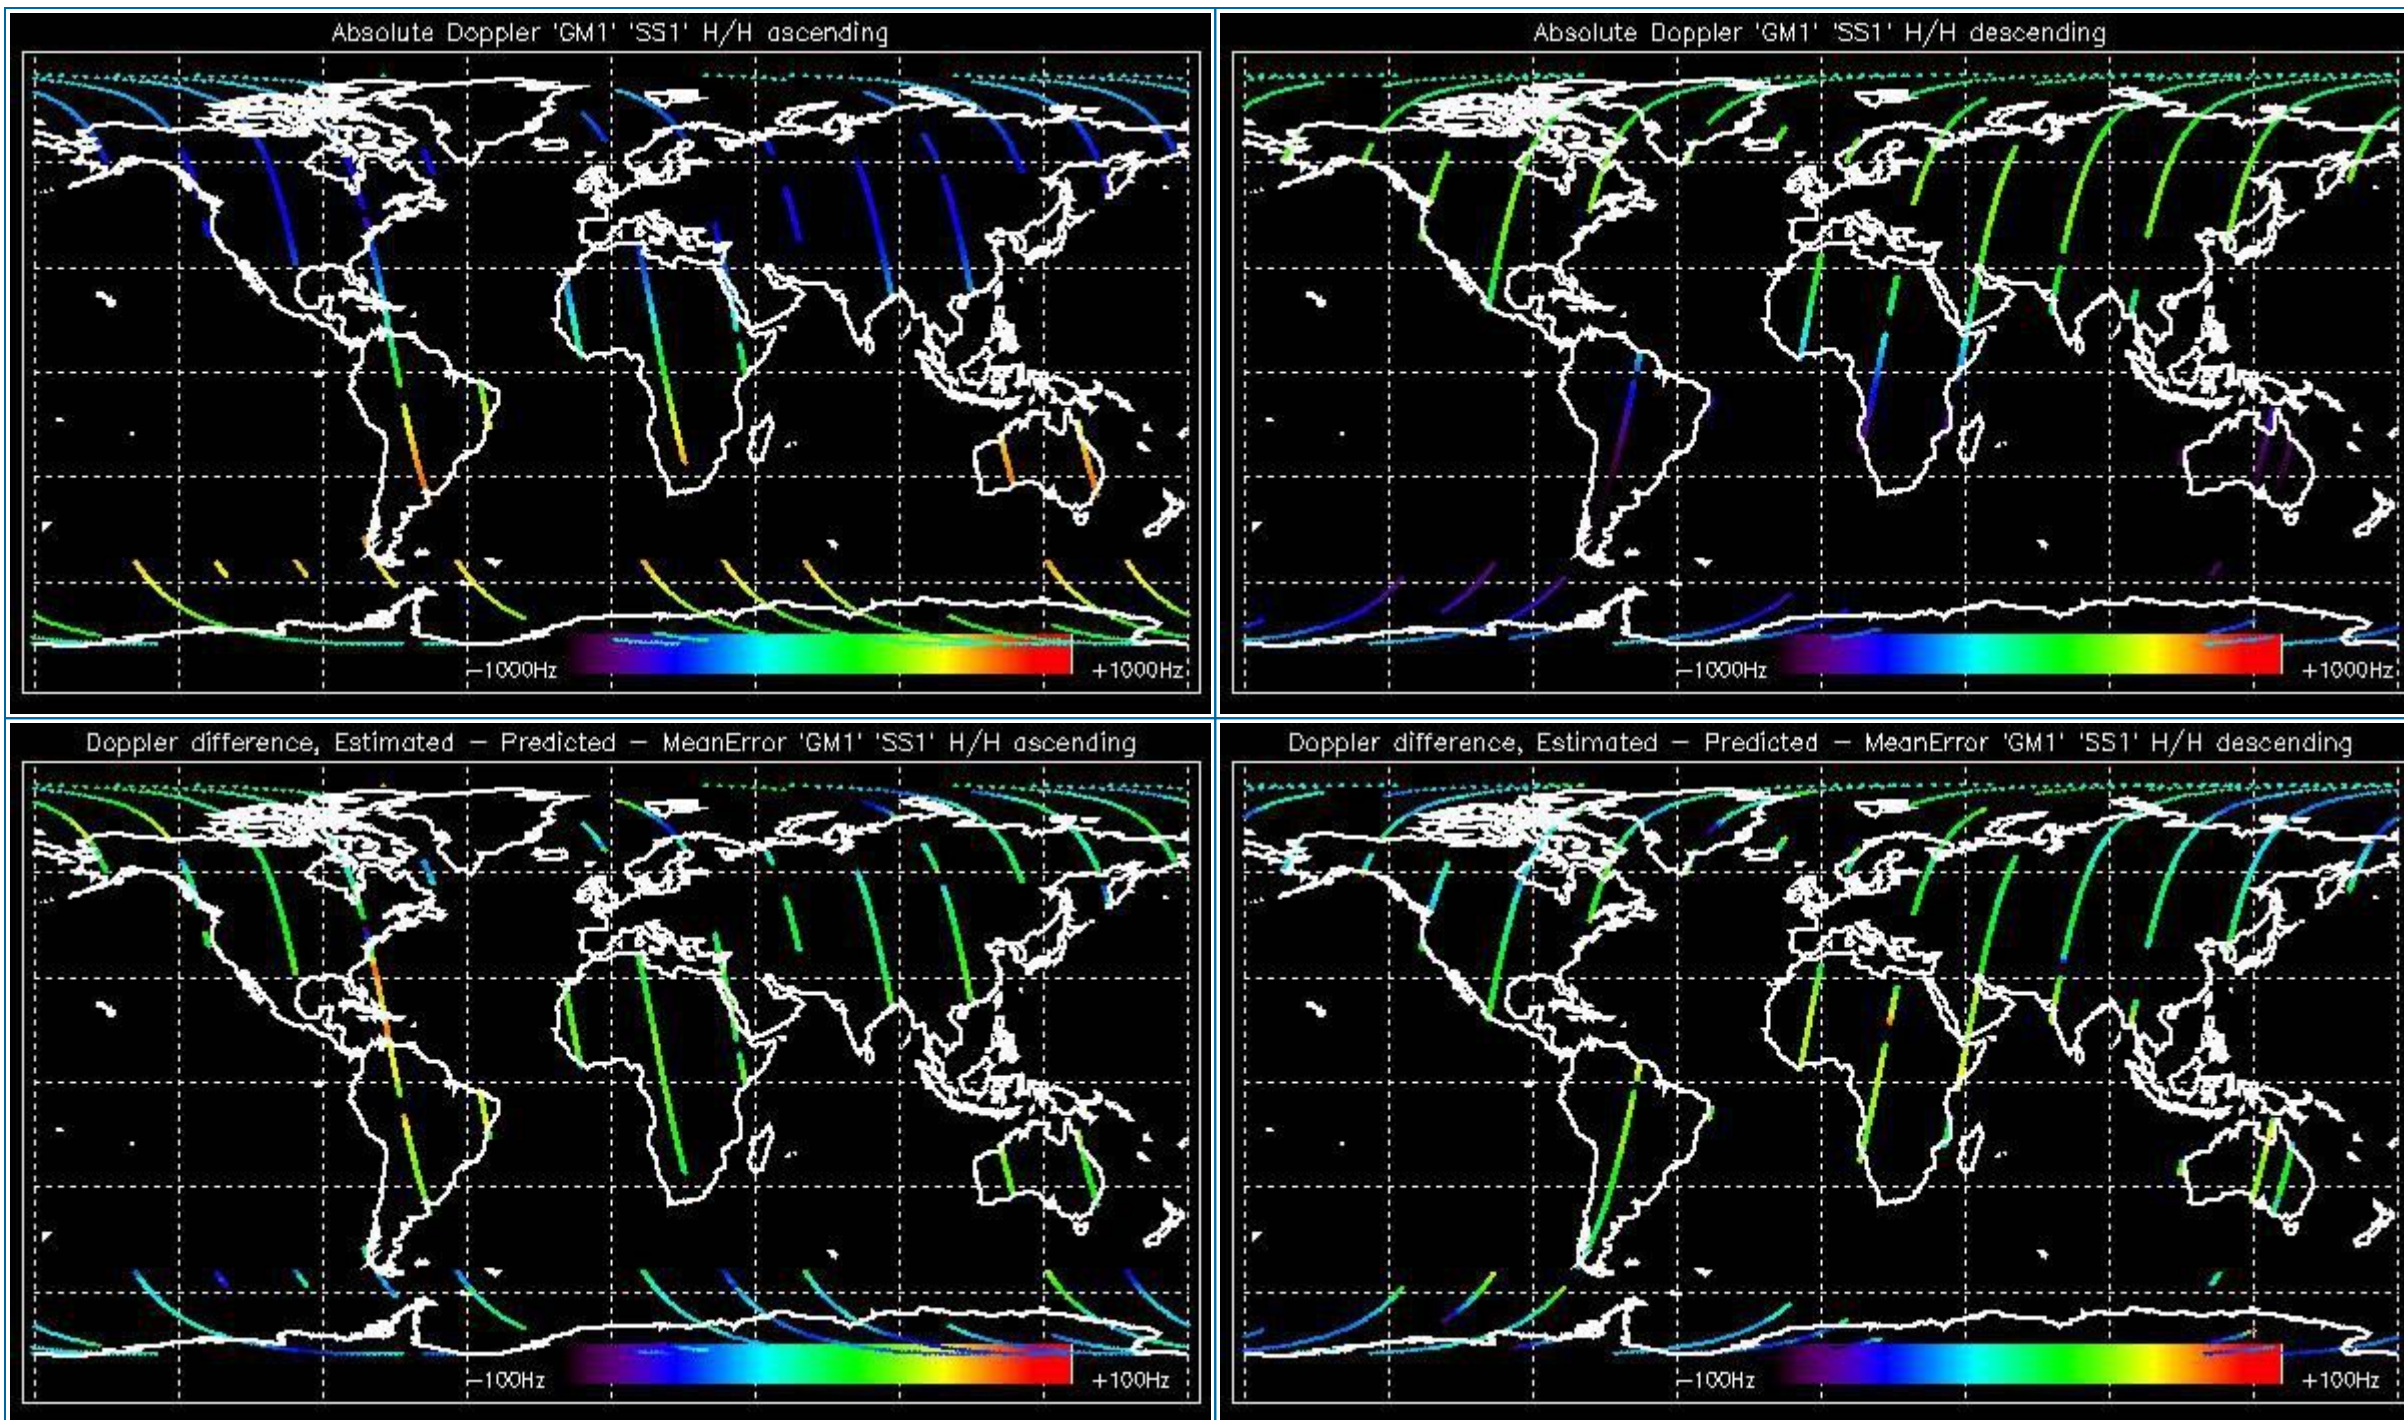 Absolute Doppler 'GM1' 'SS1' H/H ascending
-1000Hz
+1000Hz
Absolute Doppler 'GM1' 'SS1' H/H descending
-1000Hz
+1000Hz
Doppler difference, Estimated - Predicted - MeanError 'GM1' 'SS1' H/H ascending
-100Hz
+100Hz
Doppler difference, Estimated - Predicted - MeanError 'GM1' 'SS1' H/H descending
-100Hz
+100Hz